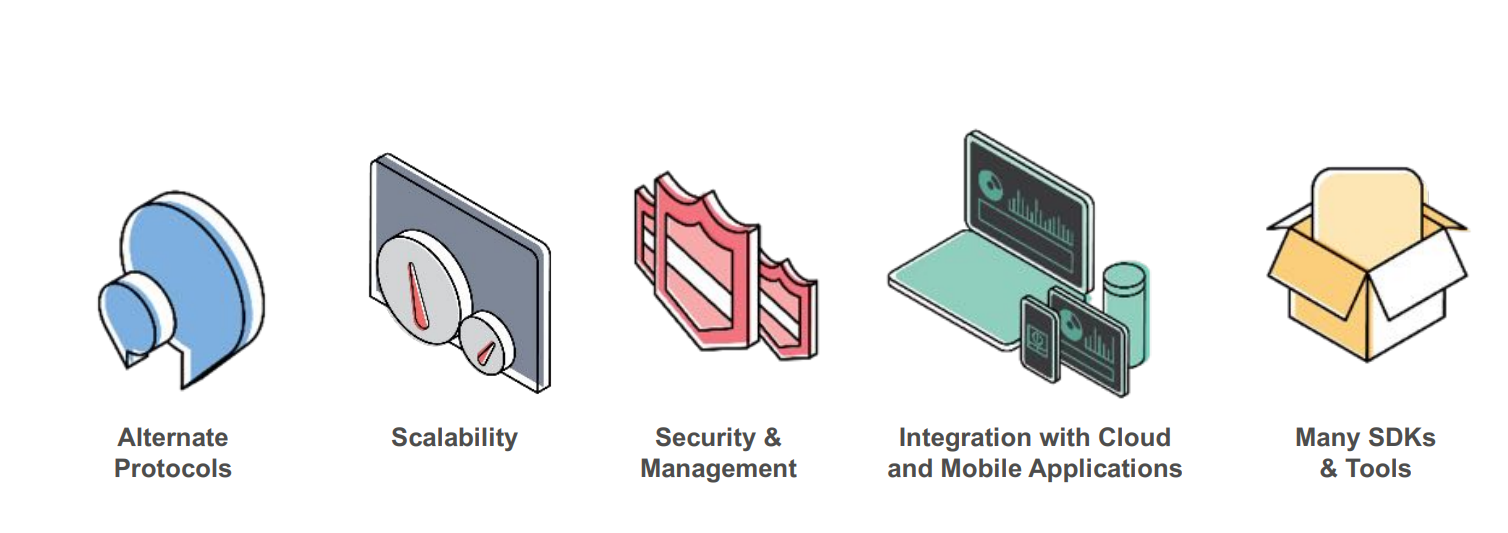 Alternate
Protocols
Scalability
Security &
Management
Integration with Cloud
and Mobile Applications
Many SDKs
& Tools